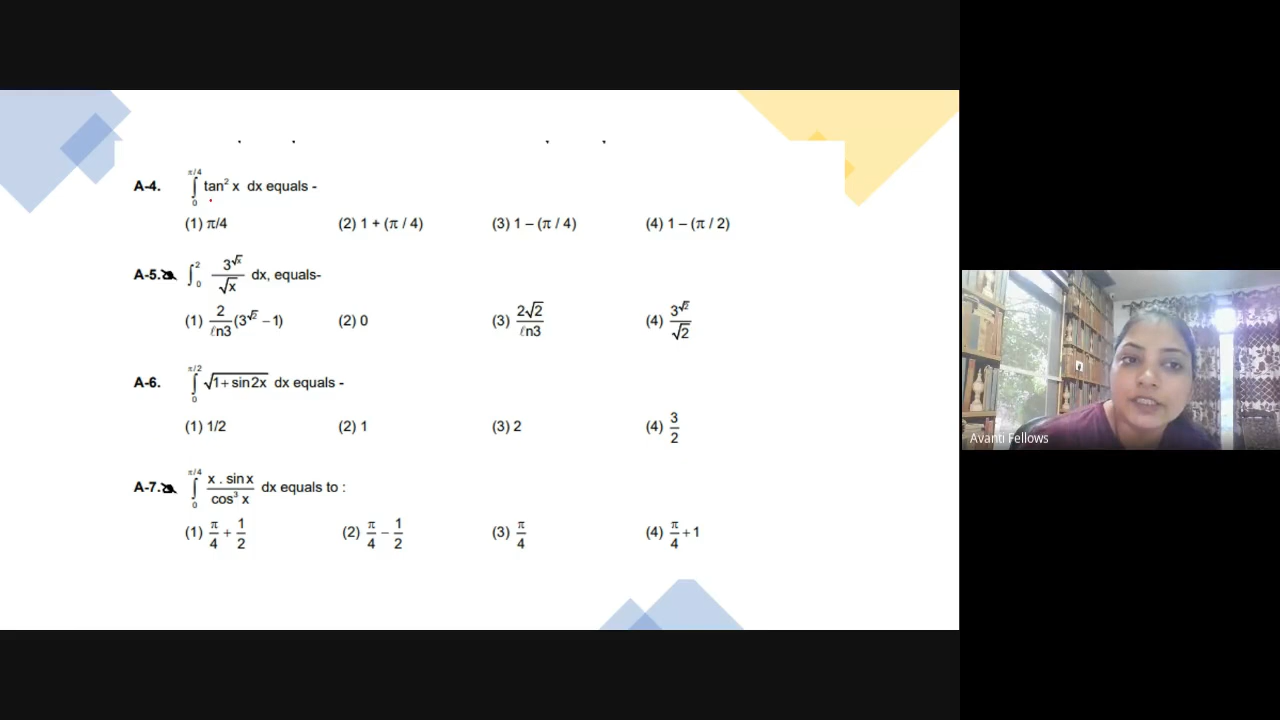 A-4. ∫₀^{π/4} tan² x dx equals -
(1) π/4 (2) 1 + (π / 4) (3) 1 – (π / 4) (4) 1 – (π / 2)
A-5. ∫₀² 3^{√x}/√x dx, equals-
(1) 2/ℓn3 (3^{√2} – 1) (2) 0 (3) 2√2/ℓn3 (4) 3^{√2}/√2
A-6. ∫₀^{π/2} √(1+ sin2x) dx equals -
(1) 1/2 (2) 1 (3) 2 (4) 3/2
A-7. ∫₀^{π/4} x . sinx/cos³ x dx equals to :
(1) π/4 + 1/2 (2) π/4 – 1/2 (3) π/4 (4) π/4 + 1
Avanti Fellows